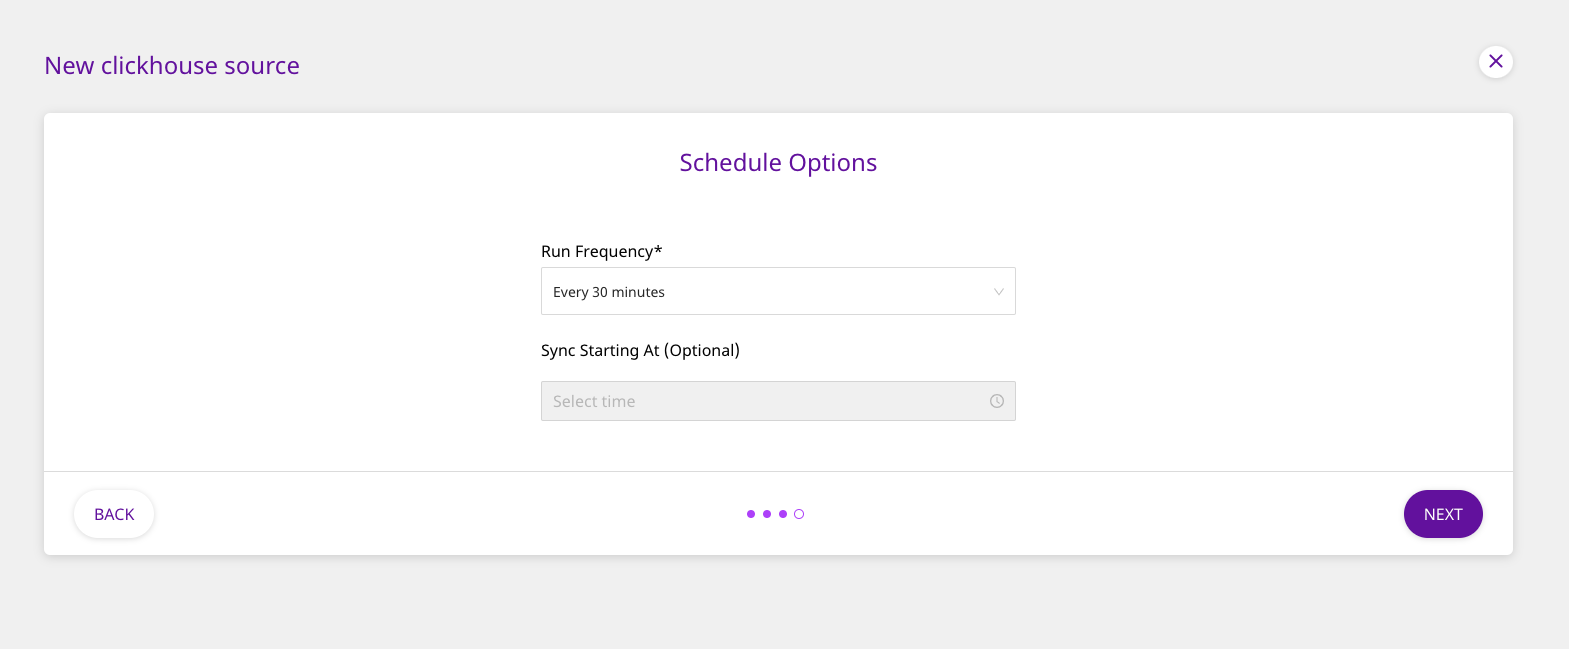 New clickhouse source
Schedule Options
Run Frequency*
Every 30 minutes
Sync Starting At (Optional)
Select time
BACK
NEXT